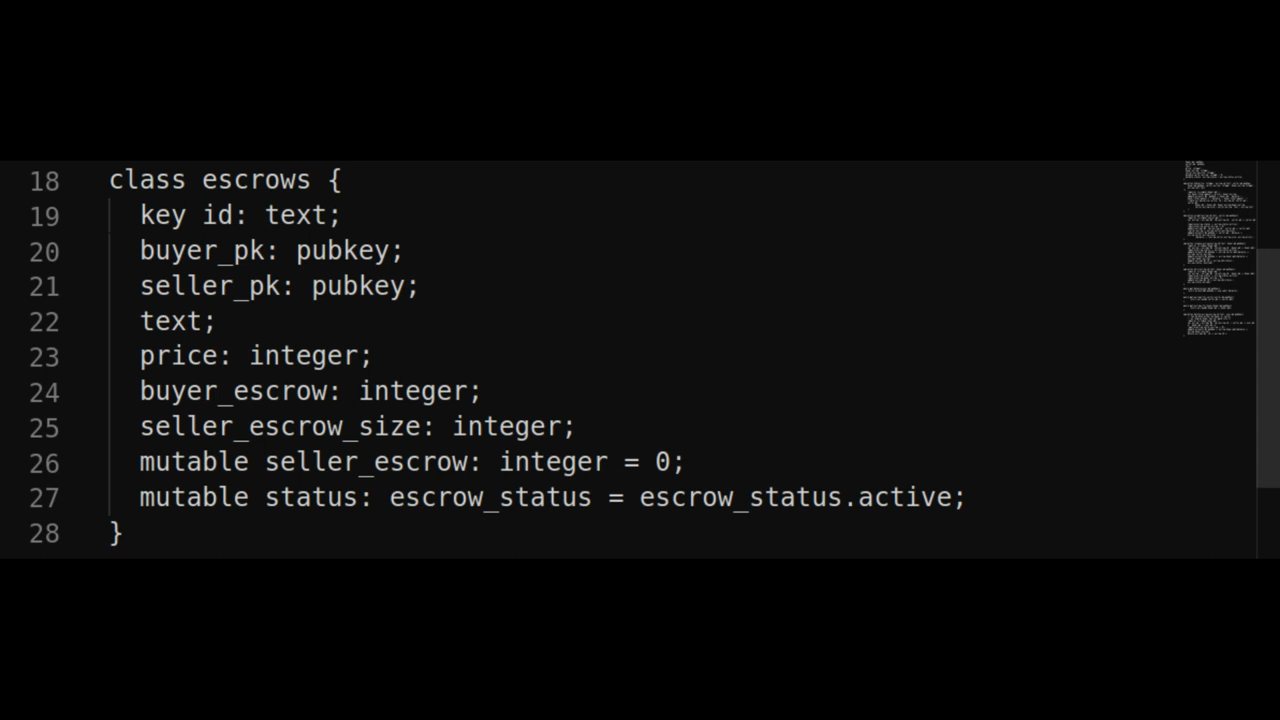 18 class escrows {
19 key id: text;
20 buyer_pk: pubkey;
21 seller_pk: pubkey;
22 text;
23 price: integer;
24 buyer_escrow: integer;
25 seller_escrow_size: integer;
26 mutable seller_escrow: integer = 0;
27 mutable status: escrow_status = escrow_status.active;
28 }